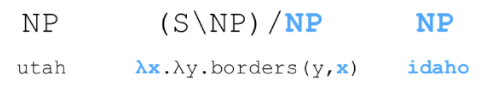 NP (S\NP)/NP NP
utah λx.λy.borders(y,x) idaho